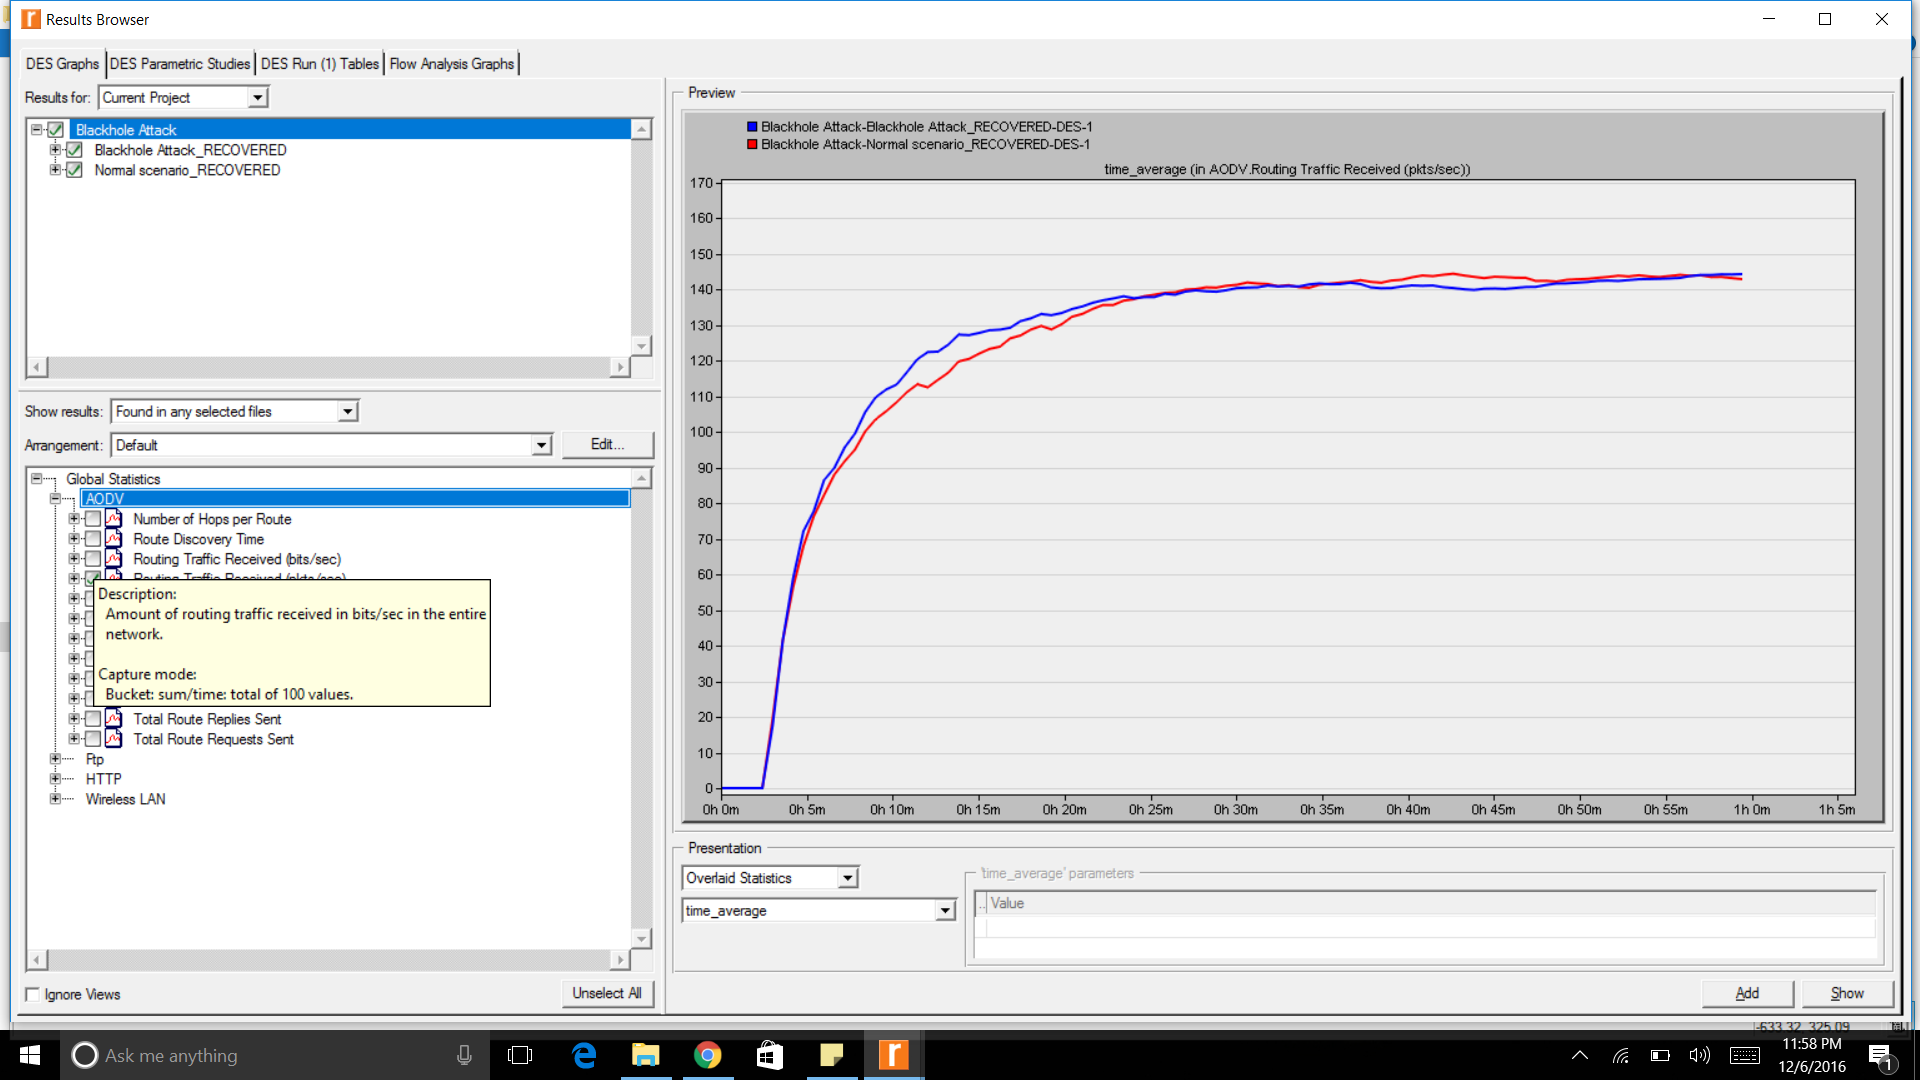 Results Browser
DES Graphs DES Parametric Studies DES Run (1) Tables Flow Analysis Graphs
Results for: Current Project
Blackhole Attack
Blackhole Attack_RECOVERED
Normal scenario_RECOVERED
Show results: Found in any selected files
Arrangement: Default Edit...
Global Statistics
AODV
Number of Hops per Route
Route Discovery Time
Routing Traffic Received (bits/sec)
Routing Traffic Received (pkts/sec)
Description:
Amount of routing traffic received in bits/sec in the entire
network.
Capture mode:
Bucket: sum/time: total of 100 values.
Total Route Replies Sent
Total Route Requests Sent
Ftp
HTTP
Wireless LAN
Ignore Views Unselect All
Preview
Blackhole Attack-Blackhole Attack_RECOVERED-DES-1
Blackhole Attack-Normal scenario_RECOVERED-DES-1
time_average (in AODV.Routing Traffic Received (pkts/sec))
170
160
150
140
130
120
110
100
90
80
70
60
50
40
30
20
10
0
0h 0m 0h 5m 0h 10m 0h 15m 0h 20m 0h 25m 0h 30m 0h 35m 0h 40m 0h 45m 0h 50m 0h 55m 1h 0m 1h 5m
Presentation
Overlaid Statistics
time_average
'time_average' parameters
.. Value
Add Show
-633.32, 325.09
Ask me anything
11:58 PM
12/6/2016
1